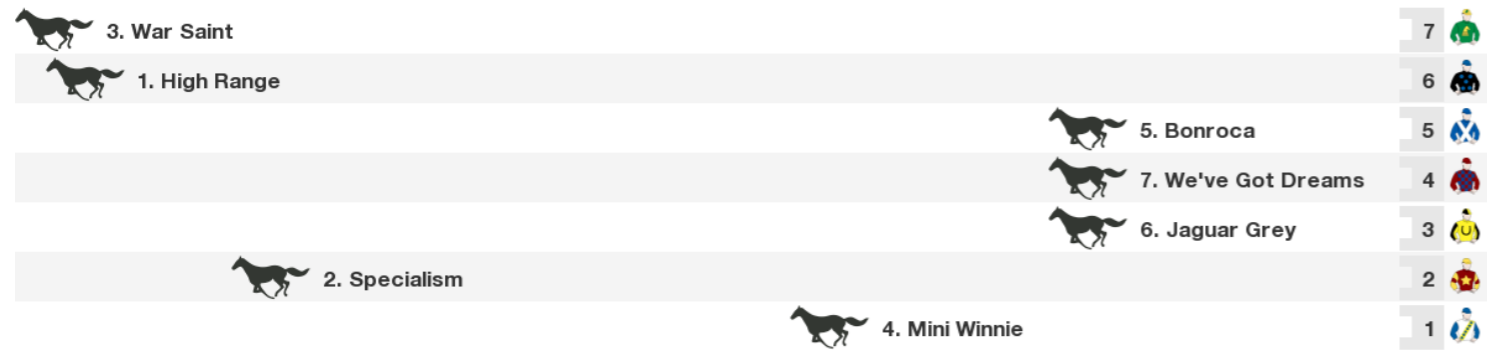 3. War Saint 7
1. High Range 6
5. Bonroca 5
7. We've Got Dreams 4
6. Jaguar Grey 3
2. Specialism 2
4. Mini Winnie 1